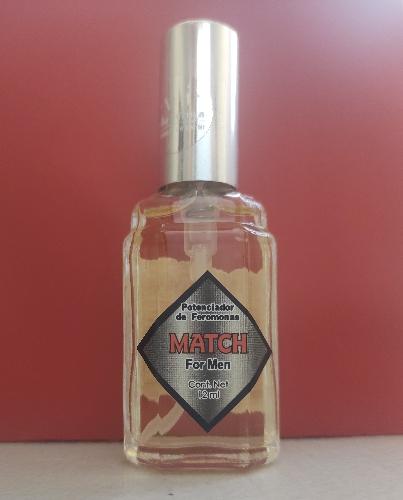 Potenciador
de Feromonas
MATCH
For Men
Cont. Net
12 ml